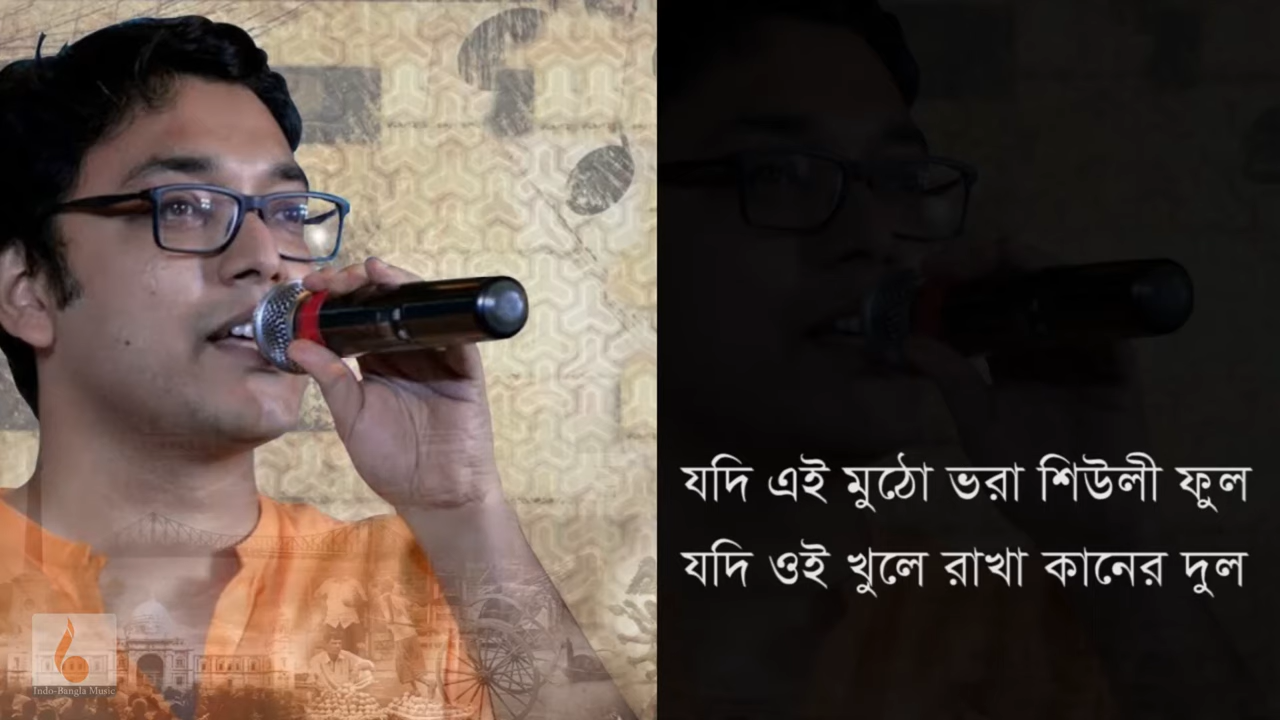 যদি এই মুঠো ভরা শিউলী ফুল
যদি ওই খুলে রাখা কানের দুল
Indo-Bangla Music